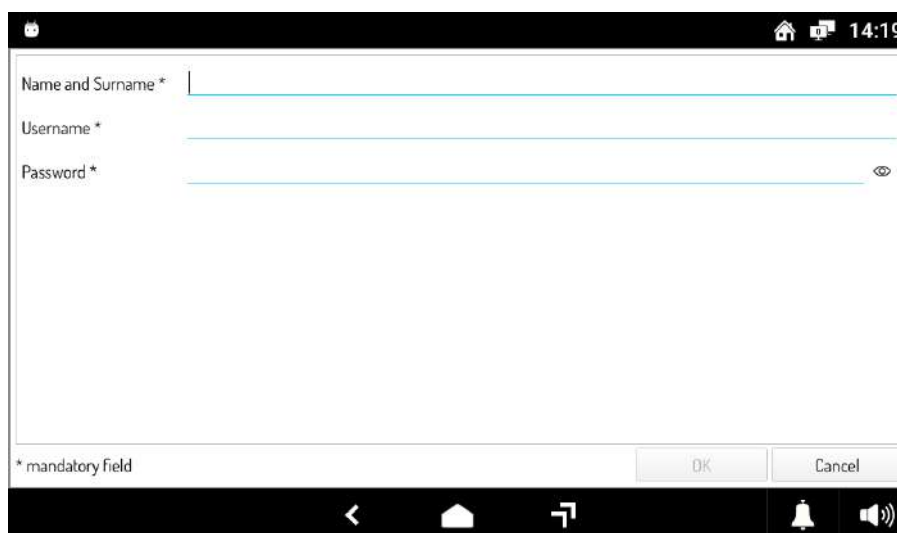 14:19
Name and Surname *
Username *
Password *
* mandatory field
OK
Cancel